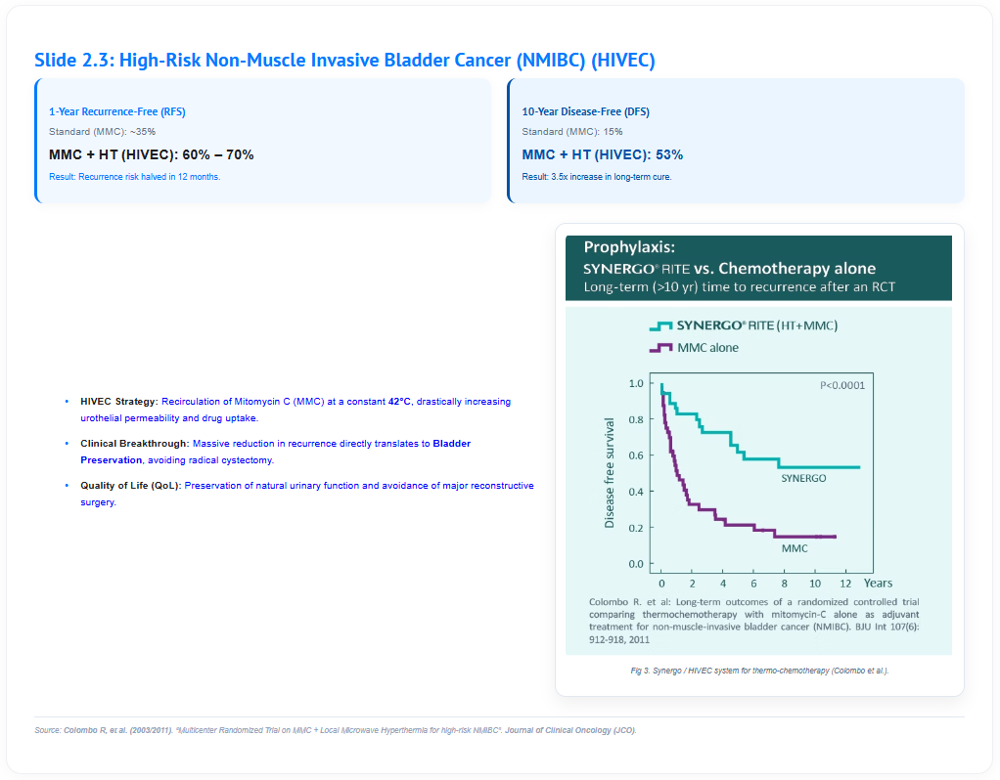 Slide 2.3: High-Risk Non-Muscle Invasive Bladder Cancer (NMIBC) (HIVEC)
1-Year Recurrence-Free (RFS)
Standard (MMC): ~35%
MMC + HT (HIVEC): 60% – 70%
Result: Recurrence risk halved in 12 months.
10-Year Disease-Free (DFS)
Standard (MMC): 15%
MMC + HT (HIVEC): 53%
Result: 3.5x increase in long-term cure.
• HIVEC Strategy: Recirculation of Mitomycin C (MMC) at a constant 42°C, drastically increasing
urothelial permeability and drug uptake.
• Clinical Breakthrough: Massive reduction in recurrence directly translates to Bladder
Preservation, avoiding radical cystectomy.
• Quality of Life (QoL): Preservation of natural urinary function and avoidance of major reconstructive
surgery.
Prophylaxis:
SYNERGO® RITE vs. Chemotherapy alone
Long-term (>10 yr) time to recurrence after an RCT
SYNERGO® RITE (HT+MMC)
MMC alone
P<0.0001
Disease free survival
1.0
0.8
0.6
0.4
0.2
0.0
SYNERGO
MMC
0 2 4 6 8 10 12 Years
Colombo R. et al: Long-term outcomes of a randomized controlled trial
comparing thermochemotherapy with mitomycin-C alone as adjuvant
treatment for non-muscle-invasive bladder cancer (NMIBC). BJU Int 107(6):
912-918, 2011
Fig 3. Synergo / HIVEC system for thermo-chemotherapy (Colombo et al.).
Source: Colombo R, et al. (2003/2011). "Multicenter Randomized Trial on MMC + Local Microwave Hyperthermia for high-risk NMIBC". Journal of Clinical Oncology (JCO).